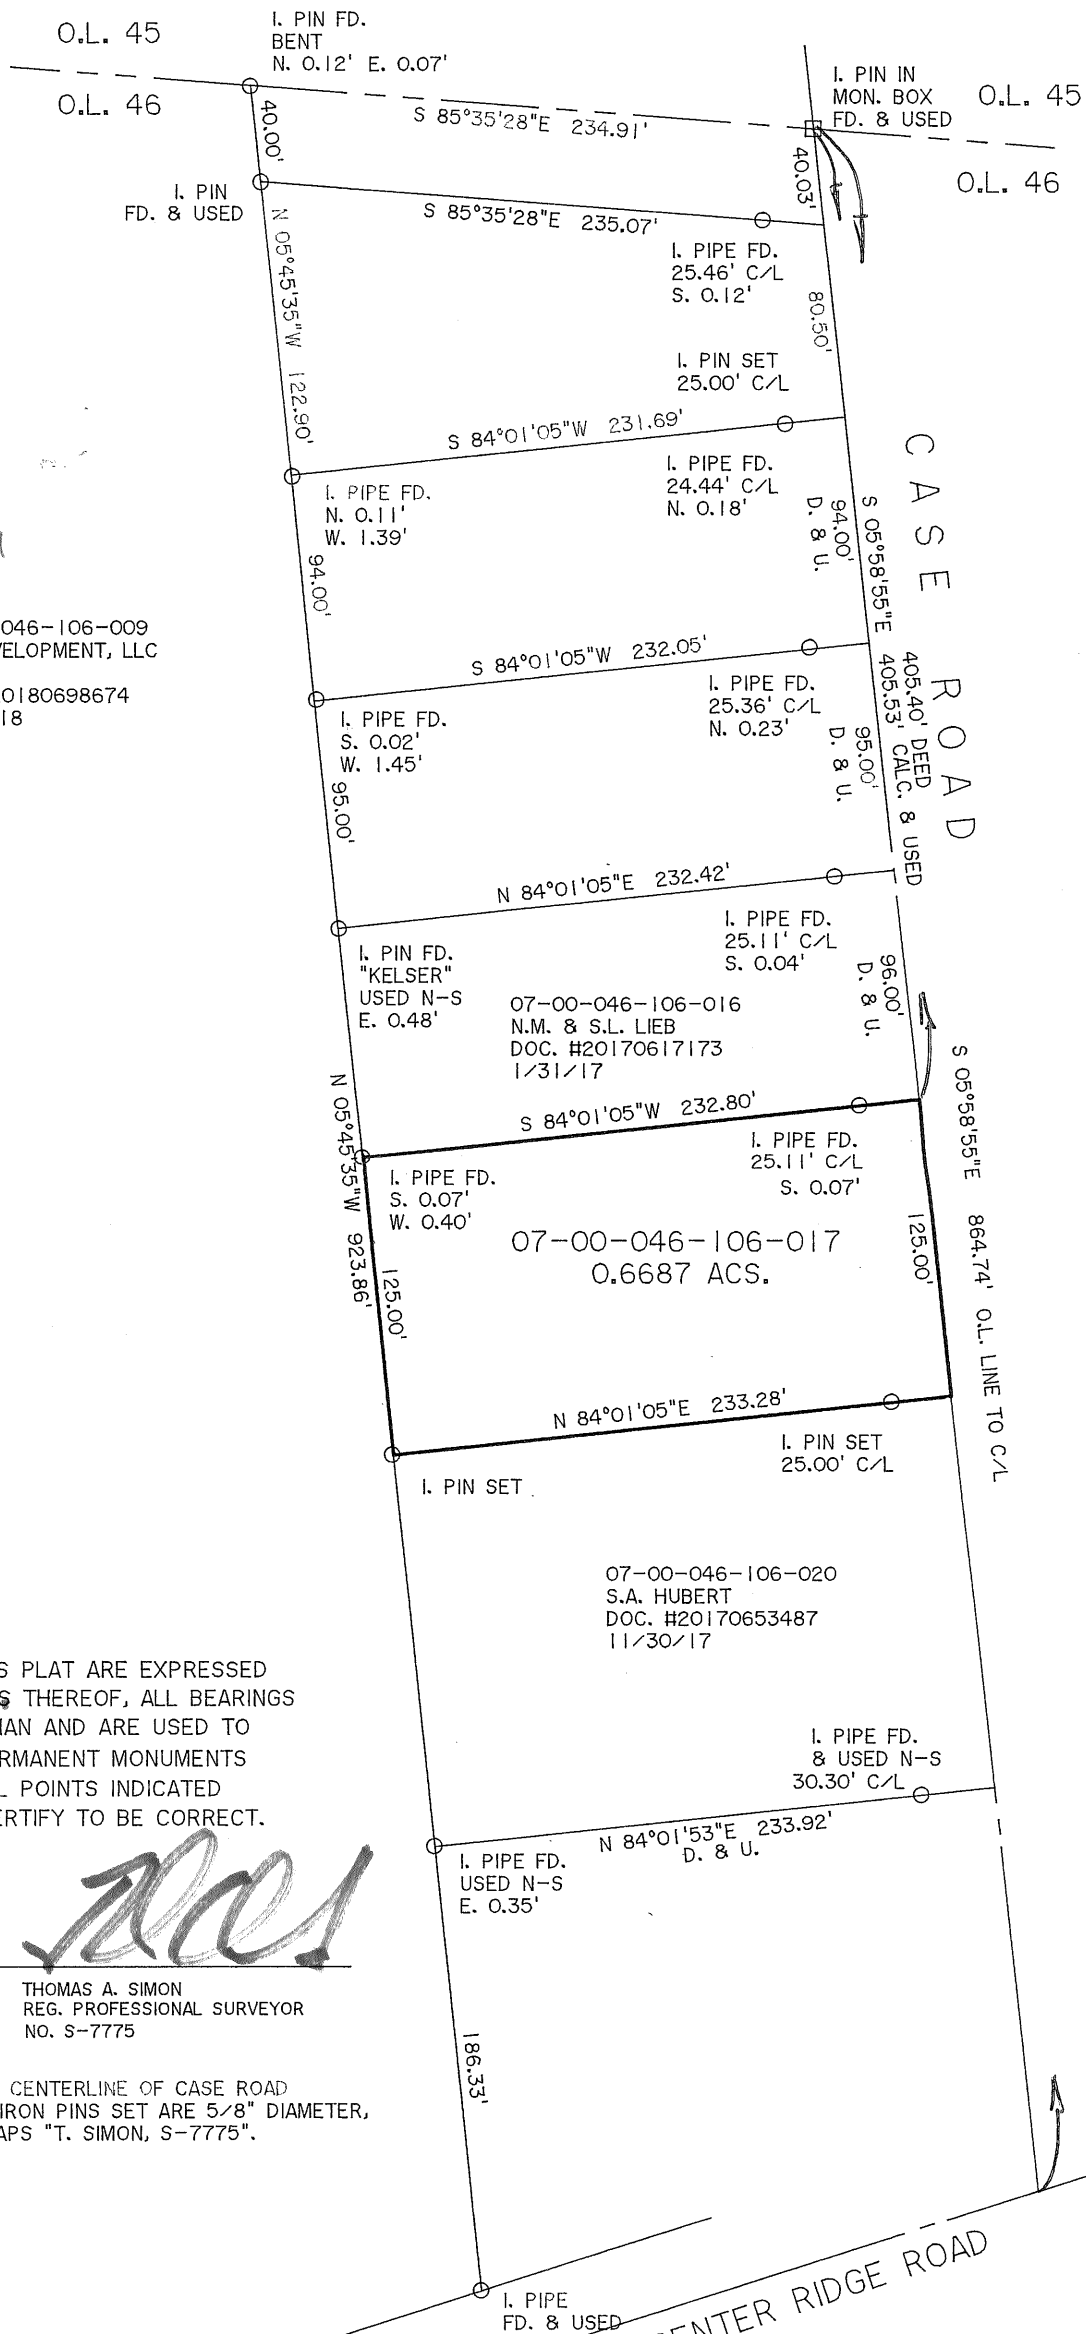 O.L. 45
I. PIN FD.
BENT
N. 0.12' E. 0.07'
O.L. 46
I. PIN IN
MON. BOX
FD. & USED
O.L. 45
O.L. 46
S 85°35'28"E 234.91'
40.00'
40.03'
I. PIN
FD. & USED
S 85°35'28"E 235.07'
I. PIPE FD.
25.46' C/L
S. 0.12'
N 05°45'35"W 122.90'
80.50'
I. PIN SET
25.00' C/L
S 84°01'05"W 231.69'
I. PIPE FD.
24.44' C/L
N. 0.18'
I. PIPE FD.
N. 0.11'
W. 1.39'
94.00'
94.00'
D. & U.
CASE ROAD
S 05°58'55"E 405.40' DEED
405.53' CALC. & USED
046-106-009
VELOPMENT, LLC
0180698674
18
S 84°01'05"W 232.05'
I. PIPE FD.
25.36' C/L
N. 0.23'
I. PIPE FD.
S. 0.02'
W. 1.45'
95.00'
95.00'
D. & U.
N 84°01'05"E 232.42'
I. PIPE FD.
25.11' C/L
S. 0.04'
I. PIN FD.
"KELSER"
USED N-S
E. 0.48'
96.00'
D. & U.
07-00-046-106-016
N.M. & S.L. LIEB
DOC. #20170617173
1/31/17
S 84°01'05"W 232.80'
I. PIPE FD.
25.11' C/L
S. 0.07'
I. PIPE FD.
S. 0.07'
W. 0.40'
N 05°45'35"W 923.86'
S 05°58'55"E 864.74' O.L. LINE TO C/L
07-00-046-106-017
0.6687 ACS.
125.00'
125.00'
N 84°01'05"E 233.28'
I. PIN SET
25.00' C/L
I. PIN SET
07-00-046-106-020
S.A. HUBERT
DOC. #20170653487
11/30/17
S PLAT ARE EXPRESSED
S THEREOF, ALL BEARINGS
IAN AND ARE USED TO
RMANENT MONUMENTS
L POINTS INDICATED
ERTIFY TO BE CORRECT.
I. PIPE FD.
& USED N-S
30.30' C/L
N 84°01'53"E 233.92'
D. & U.
I. PIPE FD.
USED N-S
E. 0.35'
THOMAS A. SIMON
REG. PROFESSIONAL SURVEYOR
NO. S-7775
CENTERLINE OF CASE ROAD
IRON PINS SET ARE 5/8" DIAMETER,
APS "T. SIMON, S-7775".
186.33'
I. PIPE
FD. & USED
ENTER RIDGE ROAD